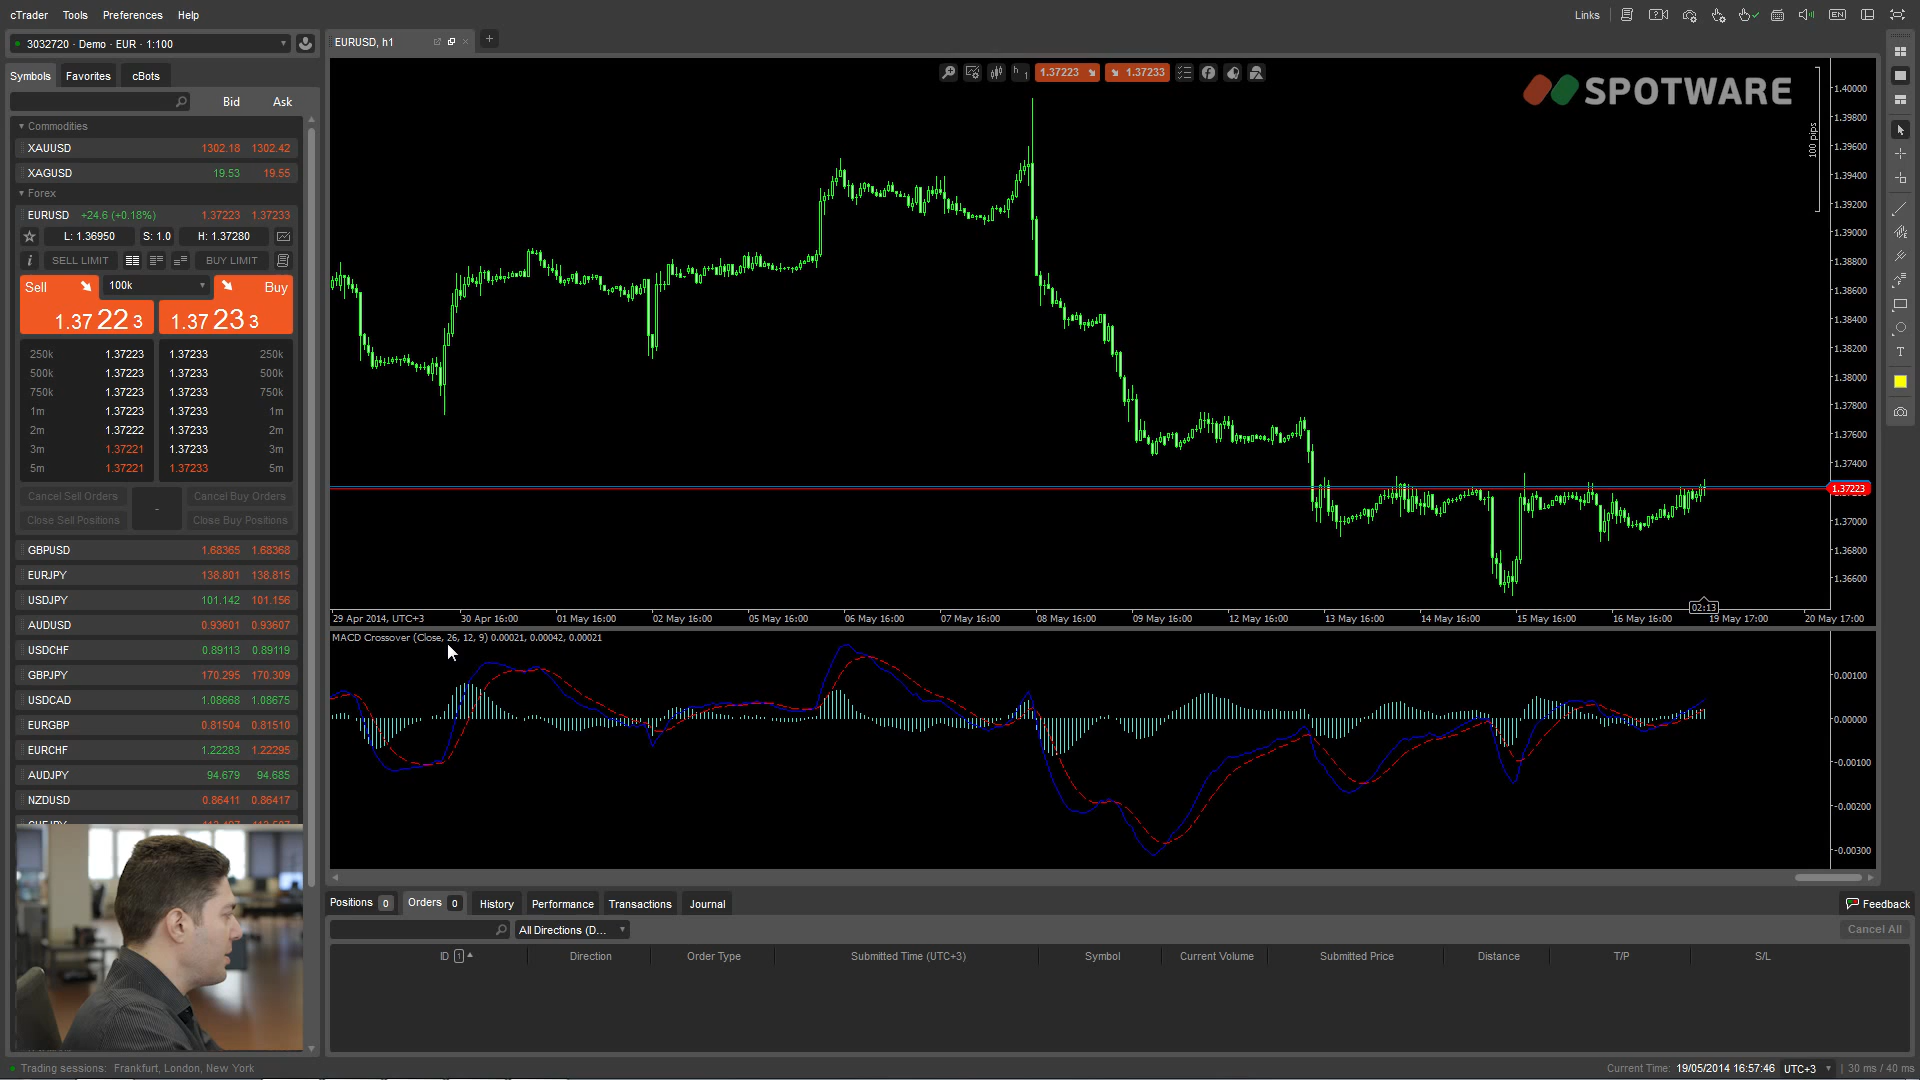 cTrader Tools Preferences Help
Links
EN
3032720 · Demo · EUR · 1:100
EURUSD, h1
Symbols Favorites cBots
Bid Ask
Commodities
XAUUSD 1302.18 1302.42
XAGUSD 19.53 19.55
Forex
EURUSD +24.6 (+0.18%) 1.37223 1.37233
L: 1.36950 S: 1.0 H: 1.37280
SELL LIMIT BUY LIMIT
Sell 100k Buy
1.37 22 3 1.37 23 3
250k 1.37223 1.37233 250k
500k 1.37223 1.37233 500k
750k 1.37223 1.37233 750k
1m 1.37223 1.37233 1m
2m 1.37222 1.37233 2m
3m 1.37221 1.37233 3m
5m 1.37221 1.37233 5m
Cancel Sell Orders - Cancel Buy Orders
Close Sell Positions Close Buy Positions
GBPUSD 1.68365 1.68368
EURJPY 138.801 138.815
USDJPY 101.142 101.156
AUDUSD 0.93601 0.93607
USDCHF 0.89113 0.89119
GBPJPY 170.295 170.309
USDCAD 1.08668 1.08675
EURGBP 0.81504 0.81510
EURCHF 1.22283 1.22295
AUDJPY 94.679 94.685
NZDUSD 0.86411 0.86417
h1 1.37223 1.37233
SPOTWARE
100 pips
1.40000
1.39800
1.39600
1.39400
1.39200
1.39000
1.38800
1.38600
1.38400
1.38200
1.38000
1.37800
1.37600
1.37400
1.37223
1.37000
1.36800
1.36600
02:13
29 Apr 2014, UTC+3 30 Apr 16:00 01 May 16:00 02 May 16:00 05 May 16:00 06 May 16:00 07 May 16:00 08 May 16:00 09 May 16:00 12 May 16:00 13 May 16:00 14 May 16:00 15 May 16:00 16 May 16:00 19 May 17:00 20 May 17:00
MACD Crossover (Close, 26, 12, 9) 0.00021, 0.00042, 0.00021
0.00100
0.00000
-0.00100
-0.00200
-0.00300
Positions 0 Orders 0 History Performance Transactions Journal
Feedback
All Directions (D...
Cancel All
ID 1 Direction Order Type Submitted Time (UTC+3) Symbol Current Volume Submitted Price Distance T/P S/L
Trading sessions: Frankfurt, London, New York
Current Time: 19/05/2014 16:57:46 UTC+3 30 ms / 40 ms